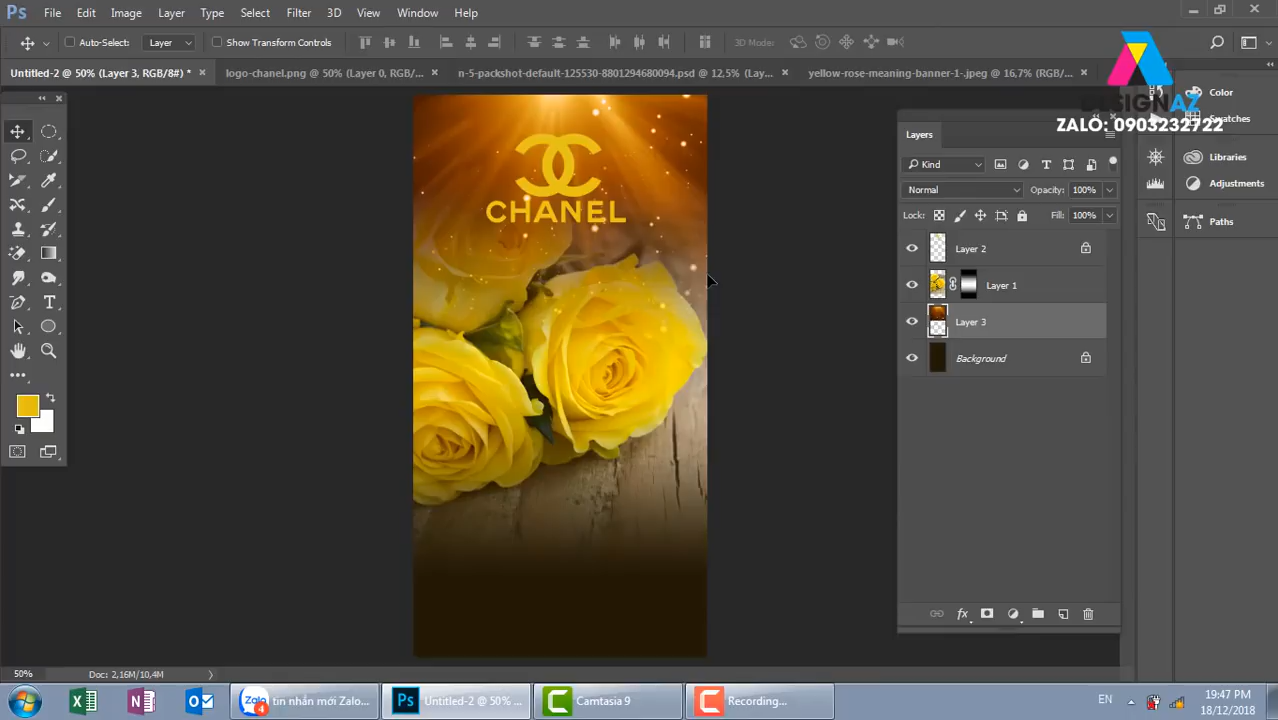 Ps File Edit Image Layer Type Select Filter 3D View Window Help
Auto-Select: Layer Show Transform Controls 3D Mode:
Untitled-2 @ 50% (Layer 3, RGB/8#) * × logo-chanel.png @ 50% (Layer 0, RGB/... × n-5-packshot-default-125530-8801294680094.psd @ 12,5% (Lay... × yellow-rose-meaning-banner-1-.jpeg @ 16,7% (RGB/... ×
DESIGNAZ
ZALO: 0903232722
Color
Swatches
Libraries
Adjustments
Paths
CHANEL
Layers
Kind
Normal Opacity: 100%
Lock: Fill: 100%
Layer 2
Layer 1
Layer 3
Background
fx
50% Doc: 2,16M/10,4M
Zalo 4 tin nhắn mới Zalo... Ps Untitled-2 @ 50% ... Camtasia 9 Recording...
EN 19:47 PM
18/12/2018